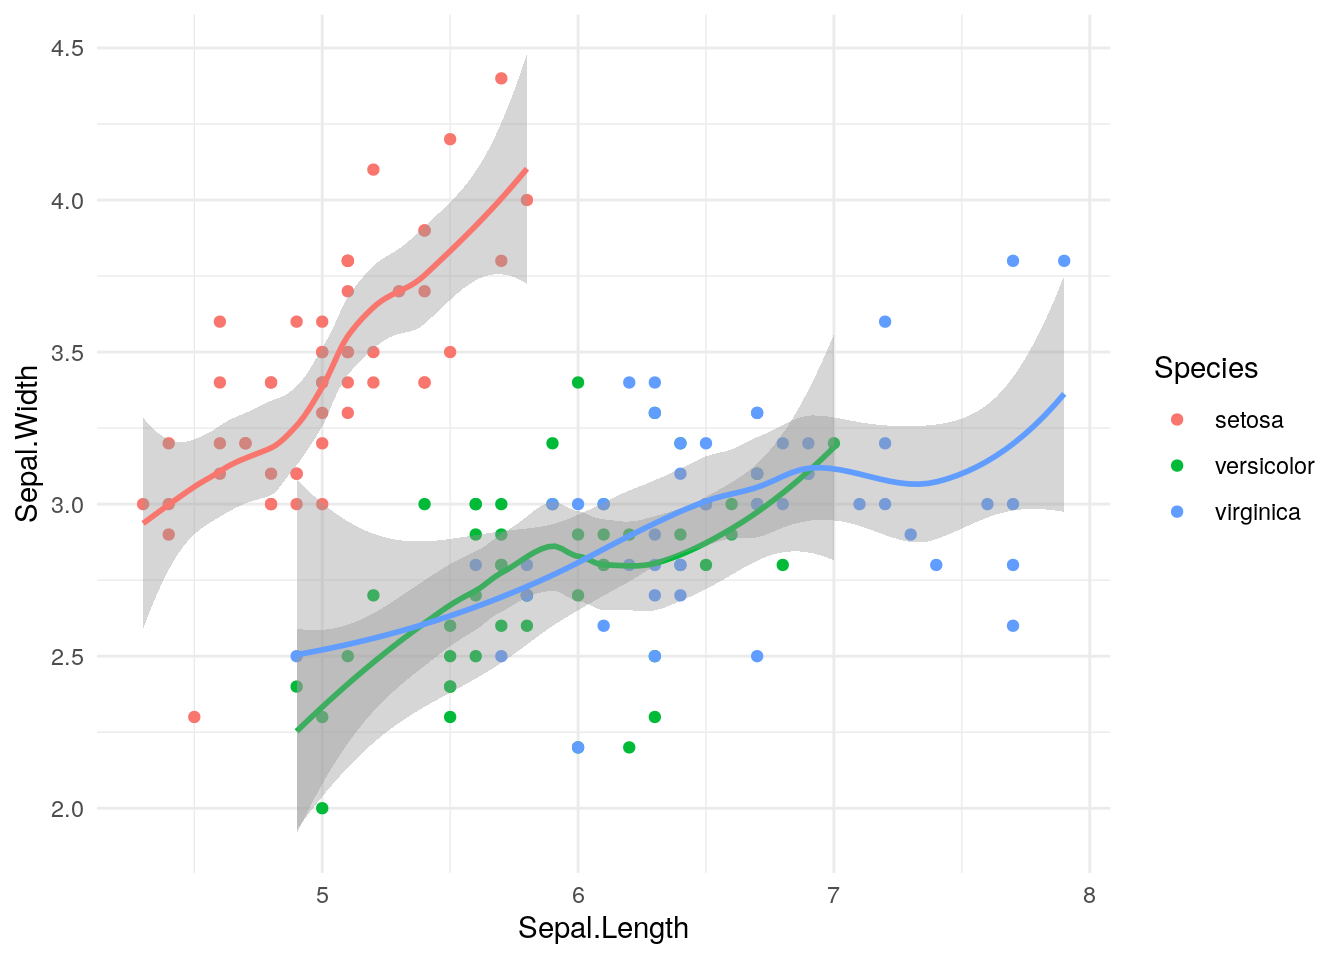 4.5
4.0
3.5
3.0
2.5
2.0
Sepal.Width
5 6 7 8
Sepal.Length
Species
setosa
versicolor
virginica